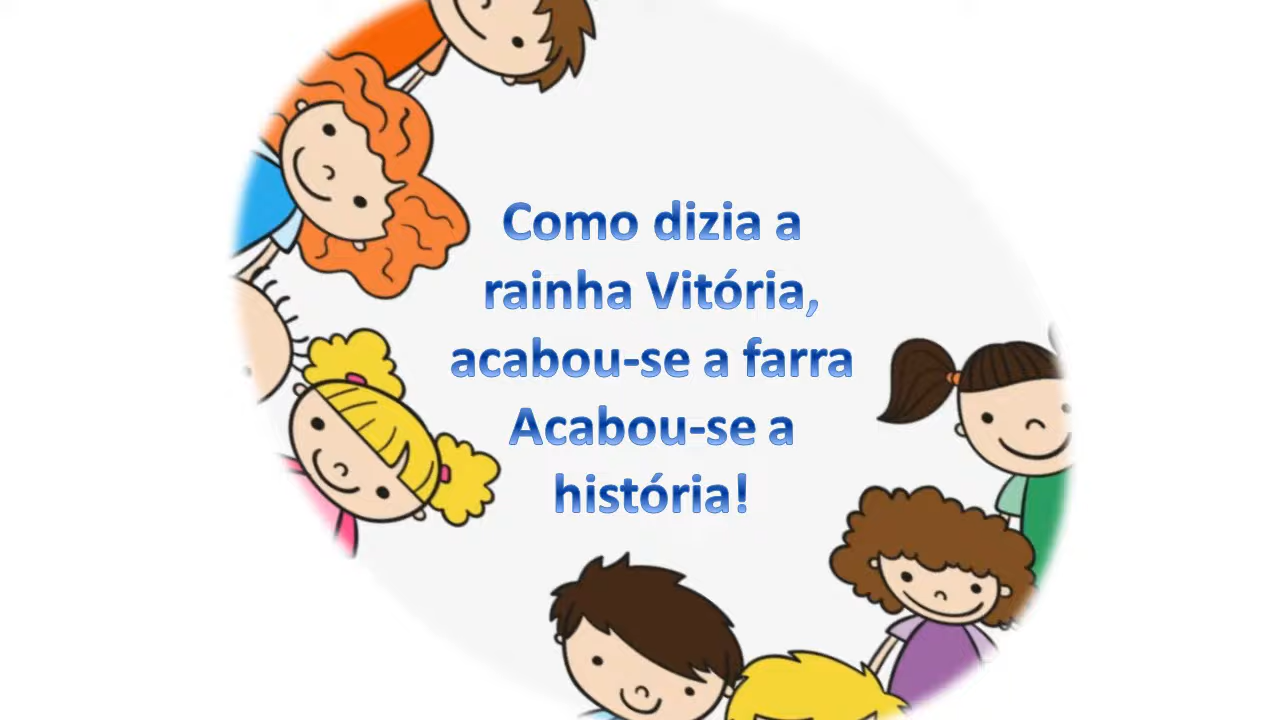 Como dizia a
rainha Vitória,
acabou-se a farra
Acabou-se a
história!